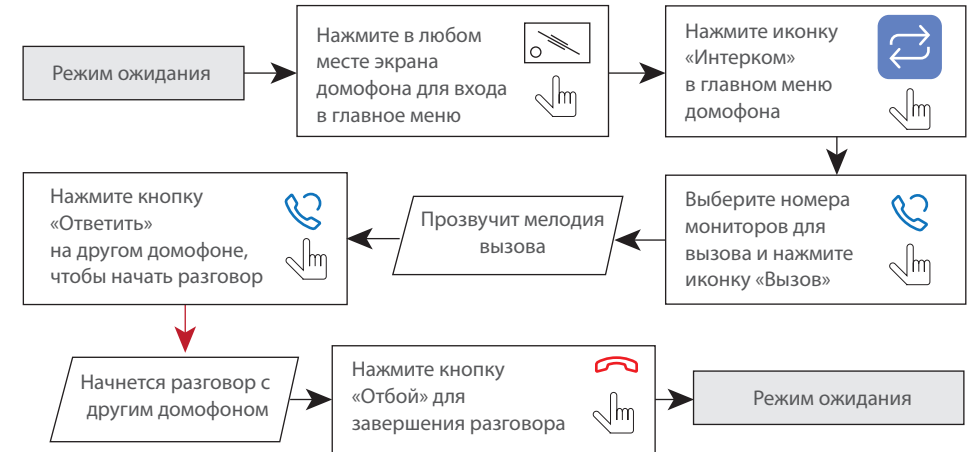 Режим ожидания
Нажмите в любом
месте экрана
домофона для входа
в главное меню
Нажмите иконку
«Интерком»
в главном меню
домофона
Выберите номера
мониторов для
вызова и нажмите
иконку «Вызов»
Прозвучит мелодия
вызова
Нажмите кнопку
«Ответить»
на другом домофоне,
чтобы начать разговор
Начнется разговор с
другим домофоном
Нажмите кнопку
«Отбой» для
завершения разговора
Режим ожидания